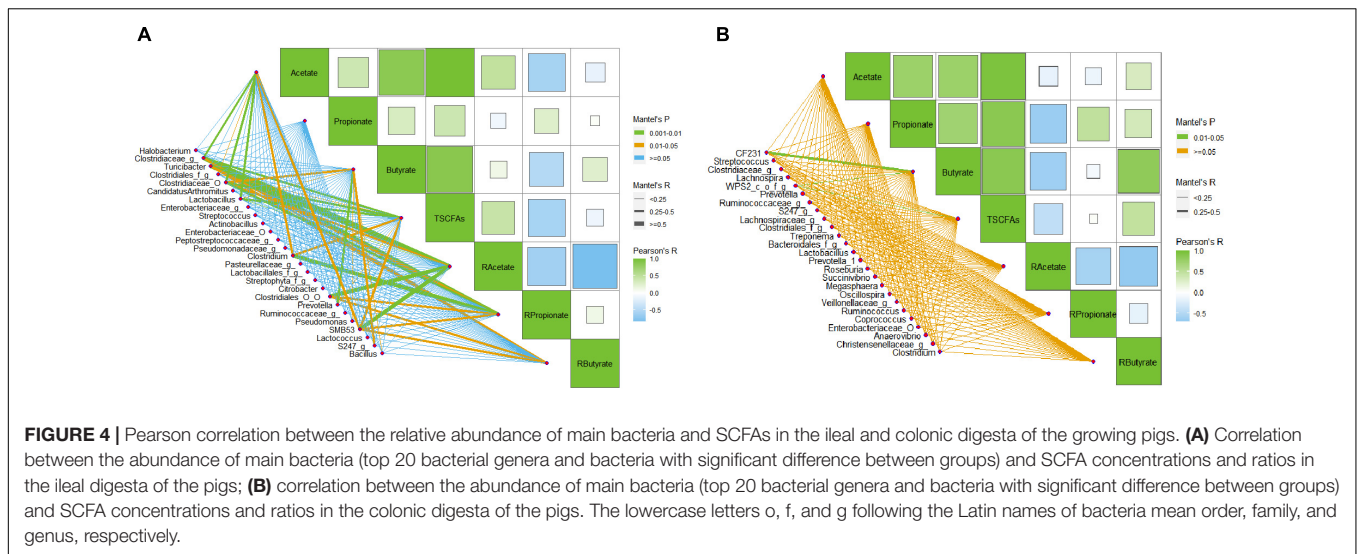 A
Acetate
Propionate
Butyrate
TSCFAs
RAcetate
RPropionate
RButyrate
Halobacterium
Clostridiaceae_g_
Turicibacter
Clostridiales_f_g_
Clostridiaceae_O
CandidatusArthromitus
Lactobacillus
Enterobacteriaceae_g_
Streptococcus
Actinobacillus
Enterobacteriaceae_O
Peptostreptococcaceae_g_
Pseudomonadaceae_g_
Clostridium
Pasteurellaceae_g_
Lactobacillales_f_g_
Streptophyta_f_g_
Citrobacter
Clostridiales_O_O_
Prevotella
Ruminococcaceae_g_
Pseudomonas
SMB53
Lactococcus
S247_g_
Bacillus
Mantel's P
0.001-0.01
0.01-0.05
>=0.05
Mantel's R
<0.25
0.25-0.5
>=0.5
Pearson's R
1.0
0.5
0.0
-0.5
B
Acetate
Propionate
Butyrate
TSCFAs
RAcetate
RPropionate
RButyrate
CF231
Streptococcus
Clostridiaceae_g_
Lachnospira
WPS2_c_o_f_g_
Prevotella
Ruminococcaceae_g_
S247_g_
Lachnospiraceae_g_
Clostridiales_f_g_
Treponema
Bacteroidales_f_g_
Lactobacillus
Prevotella_1
Roseburia
Succinivibrio
Megasphaera
Oscillospira
Veillonellaceae_g_
Ruminococcus
Coprococcus
Enterobacteriaceae_O
Anaerovibrio
Christensenellaceae_g_
Clostridium
Mantel's P
0.01-0.05
>=0.05
Mantel's R
<0.25
0.25-0.5
Pearson's R
1.0
0.5
0.0
-0.5
FIGURE 4 | Pearson correlation between the relative abundance of main bacteria and SCFAs in the ileal and colonic digesta of the growing pigs. (A) Correlation
between the abundance of main bacteria (top 20 bacterial genera and bacteria with significant difference between groups) and SCFA concentrations and ratios in
the ileal digesta of the pigs; (B) correlation between the abundance of main bacteria (top 20 bacterial genera and bacteria with significant difference between groups)
and SCFA concentrations and ratios in the colonic digesta of the pigs. The lowercase letters o, f, and g following the Latin names of bacteria mean order, family, and
genus, respectively.